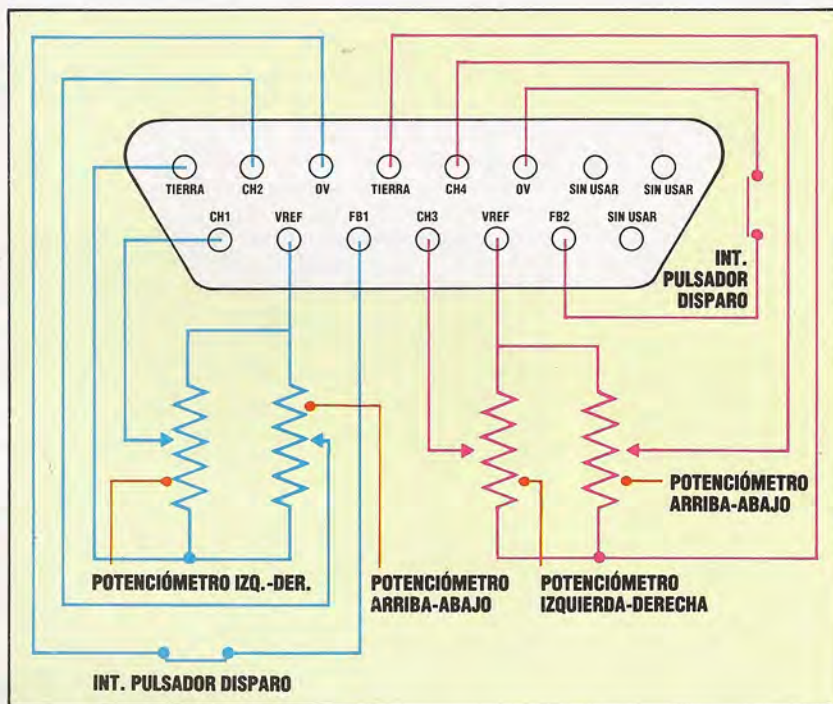 TIERRA CH2 0V TIERRA CH4 0V SIN USAR SIN USAR
CH1 VREF FB1 CH3 VREF FB2 SIN USAR
INT.
PULSADOR
DISPARO
POTENCIÓMETRO
ARRIBA-ABAJO
POTENCIÓMETRO IZQ.-DER.
POTENCIÓMETRO
ARRIBA-ABAJO
POTENCIÓMETRO
IZQUIERDA-DERECHA
INT. PULSADOR DISPARO